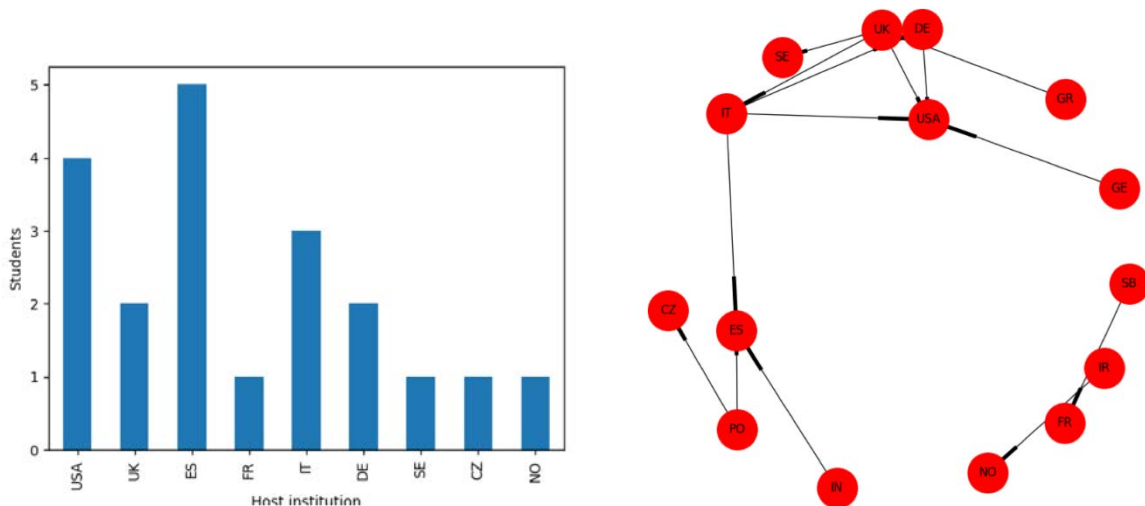 5
4
3
2
1
0
Students
USA
UK
ES
FR
IT
DE
SE
CZ
NO
Host institution
UK
DE
SE
GR
IT
USA
GE
SB
CZ
ES
IR
FR
PO
NO
IN